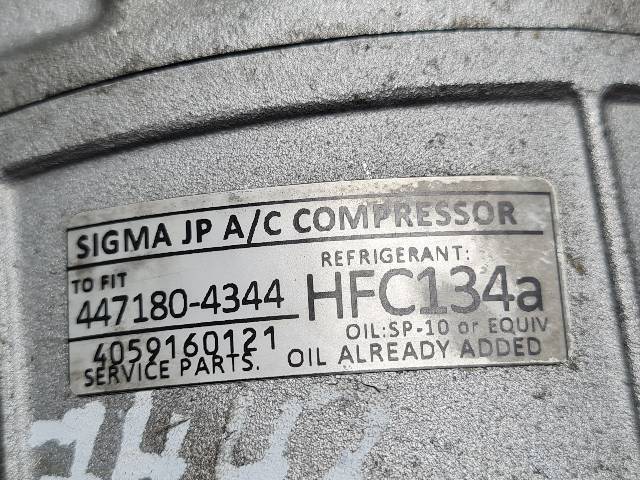 SIGMA JP A/C COMPRESSOR
TO FIT
447180-4344
4059160121
SERVICE PARTS.
REFRIGERANT:
HFC134a
OIL:SP-10 or EQUIV
OIL ALREADY ADDED